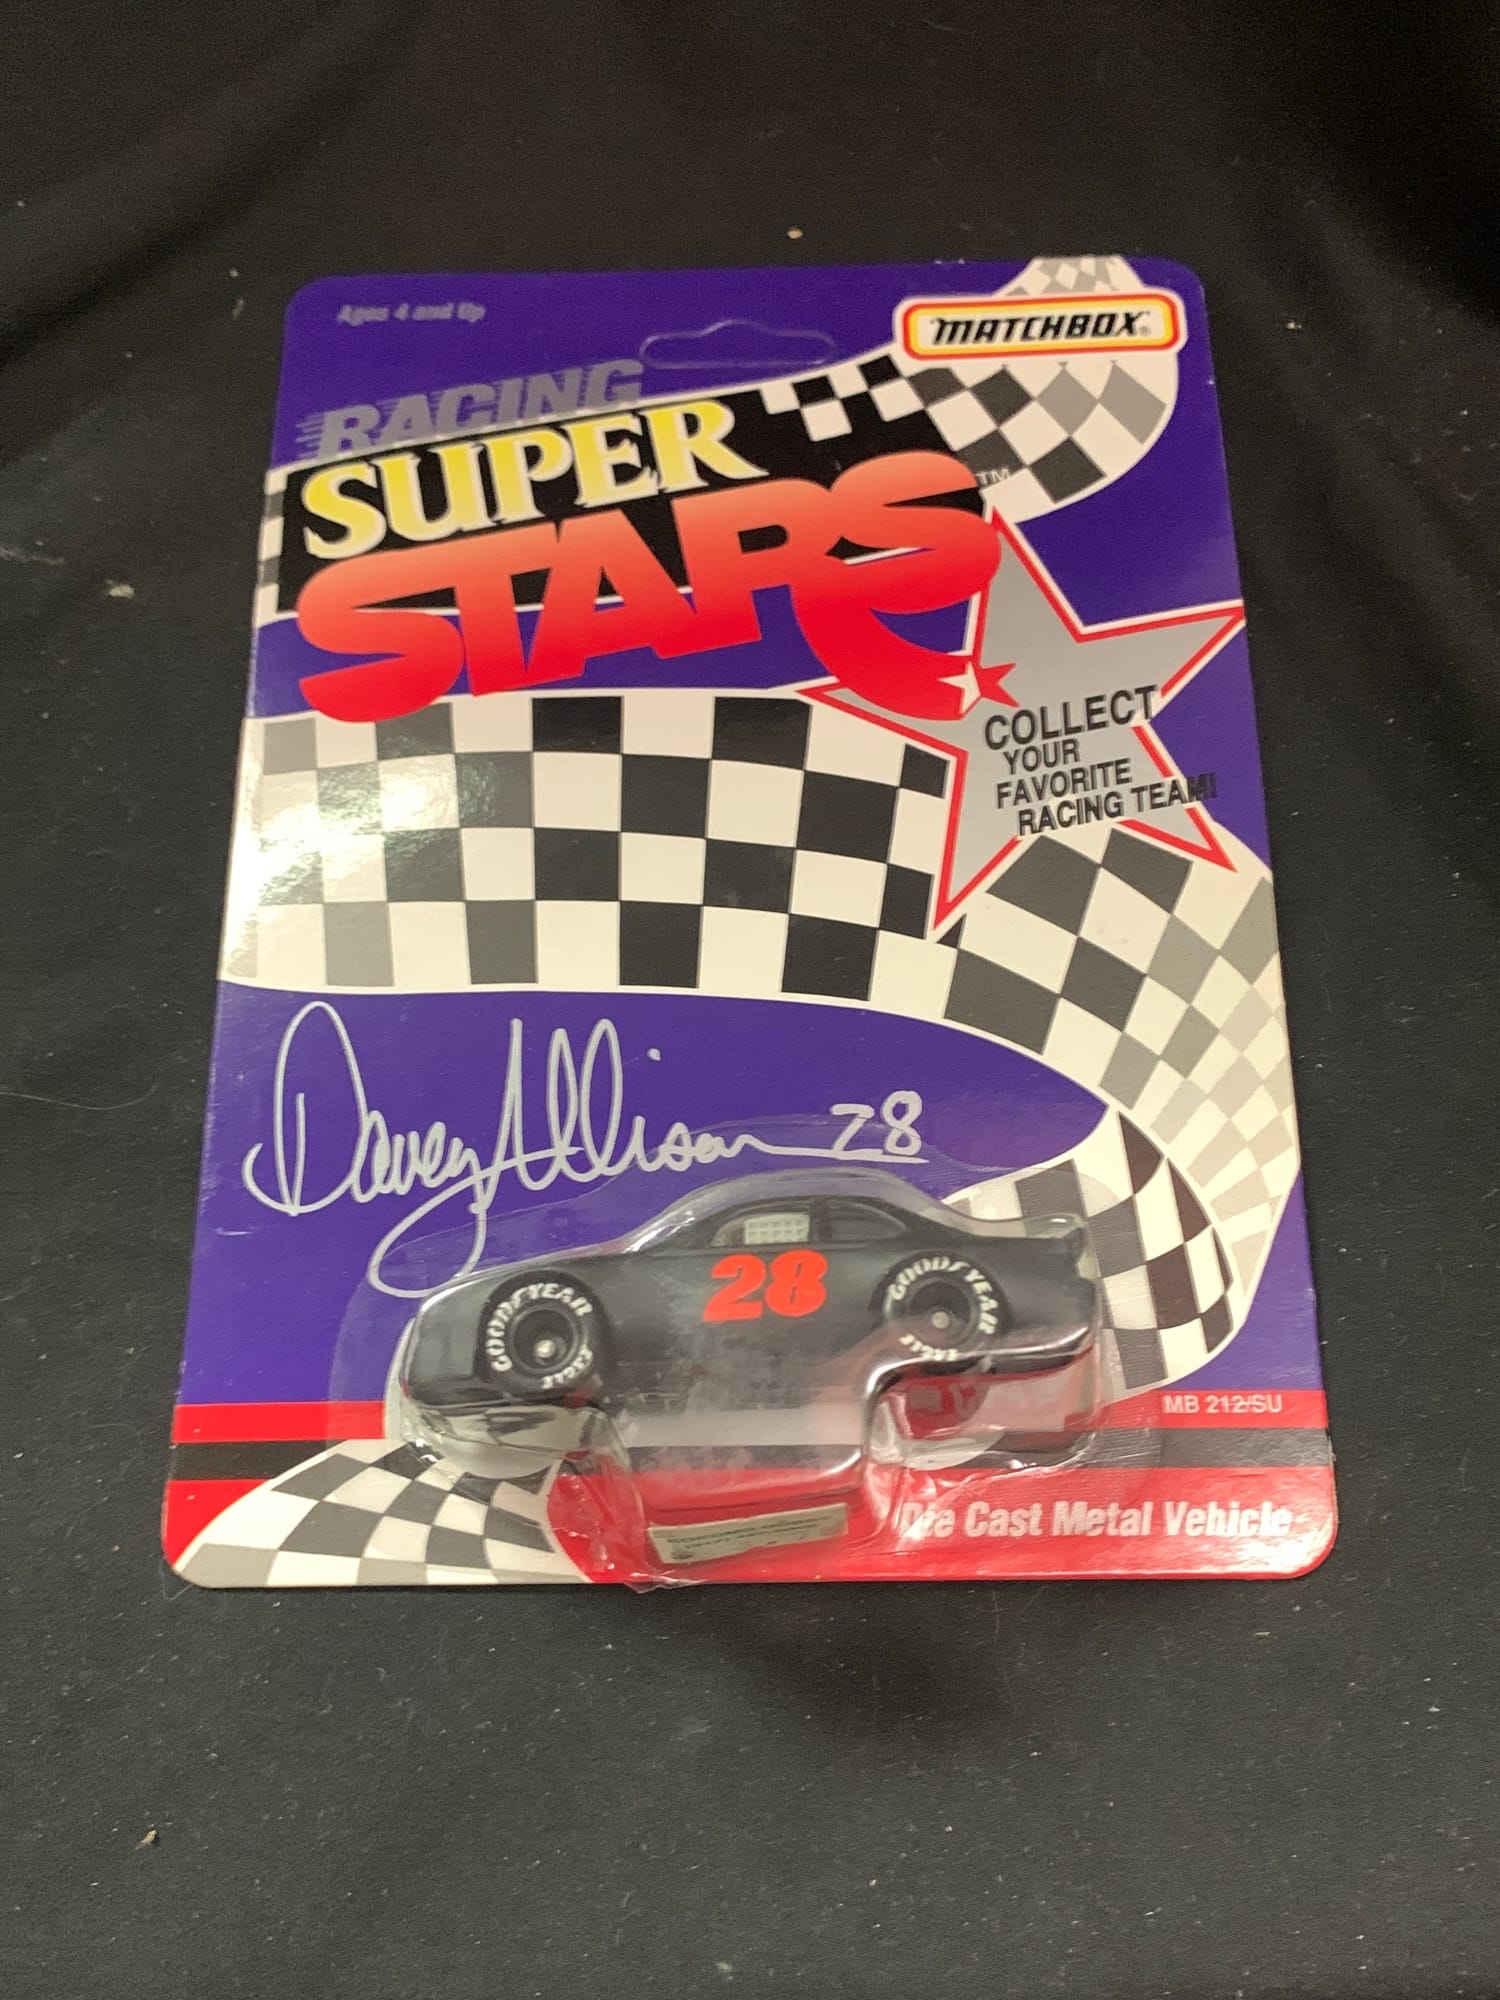 Ages 4 and Up
MATCHBOX®
RACING
SUPER
STARS™
COLLECT
YOUR
FAVORITE
RACING TEAM!
Davey Allison 28
28
GOODYEAR
EAGLE
GOODYEAR
EAGLE
MB 212/SU
Die Cast Metal Vehicle